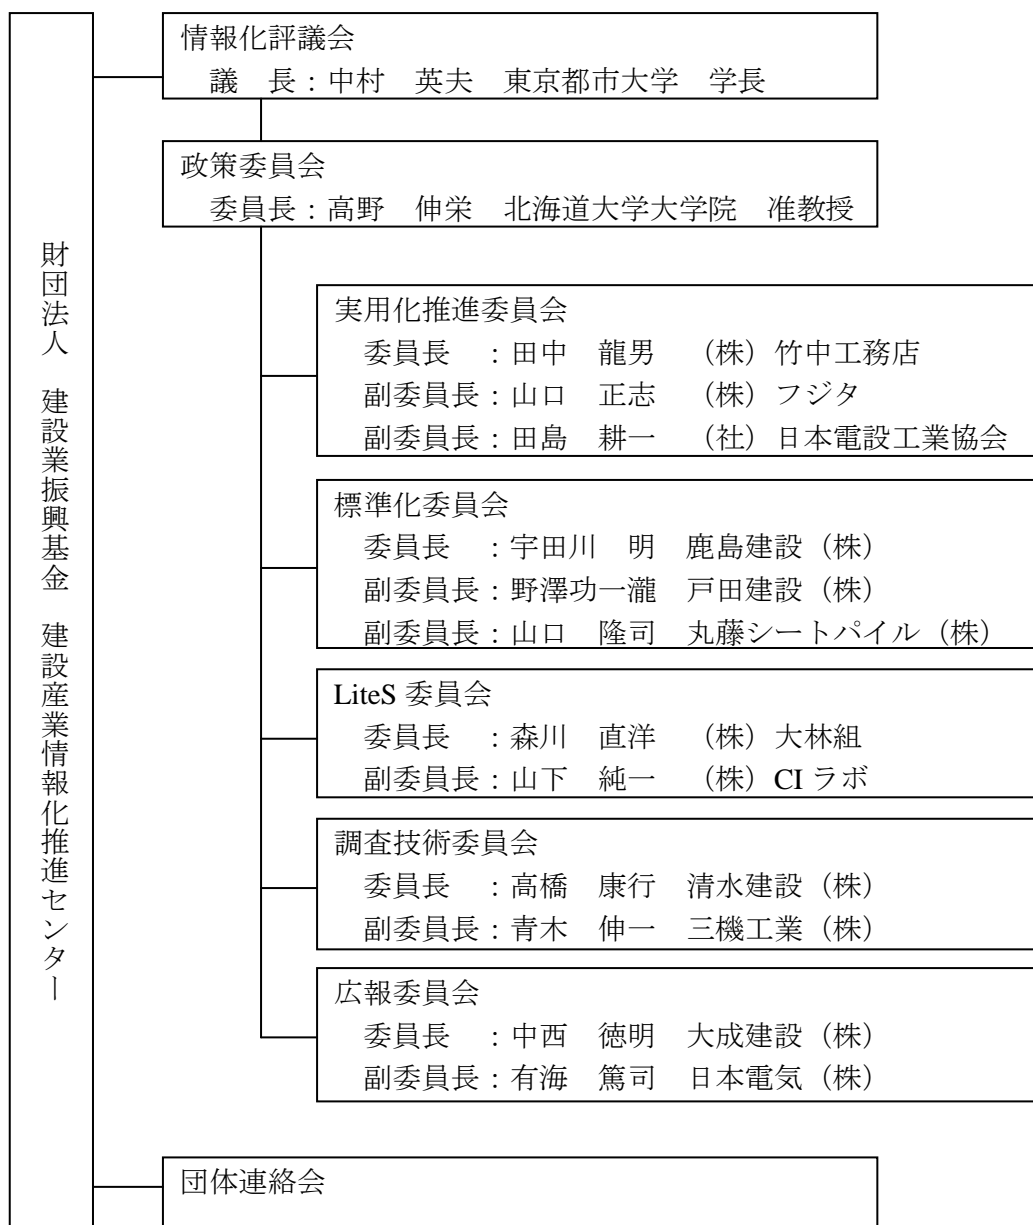 財団法人　建設業振興基金　建設産業情報化推進センター
情報化評議会
議　長：中村　英夫　東京都市大学　学長
政策委員会
委員長：高野　伸栄　北海道大学大学院　准教授
実用化推進委員会
委員長　：田中　龍男　（株）竹中工務店
副委員長：山口　正志　（株）フジタ
副委員長：田島　耕一　（社）日本電設工業協会
標準化委員会
委員長　：宇田川　明　鹿島建設（株）
副委員長：野澤功一瀧　戸田建設（株）
副委員長：山口　隆司　丸藤シートパイル（株）
LiteS 委員会
委員長　：森川　直洋　（株）大林組
副委員長：山下　純一　（株）CI ラボ
調査技術委員会
委員長　：高橋　康行　清水建設（株）
副委員長：青木　伸一　三機工業（株）
広報委員会
委員長　：中西　徳明　大成建設（株）
副委員長：有海　篤司　日本電気（株）
団体連絡会